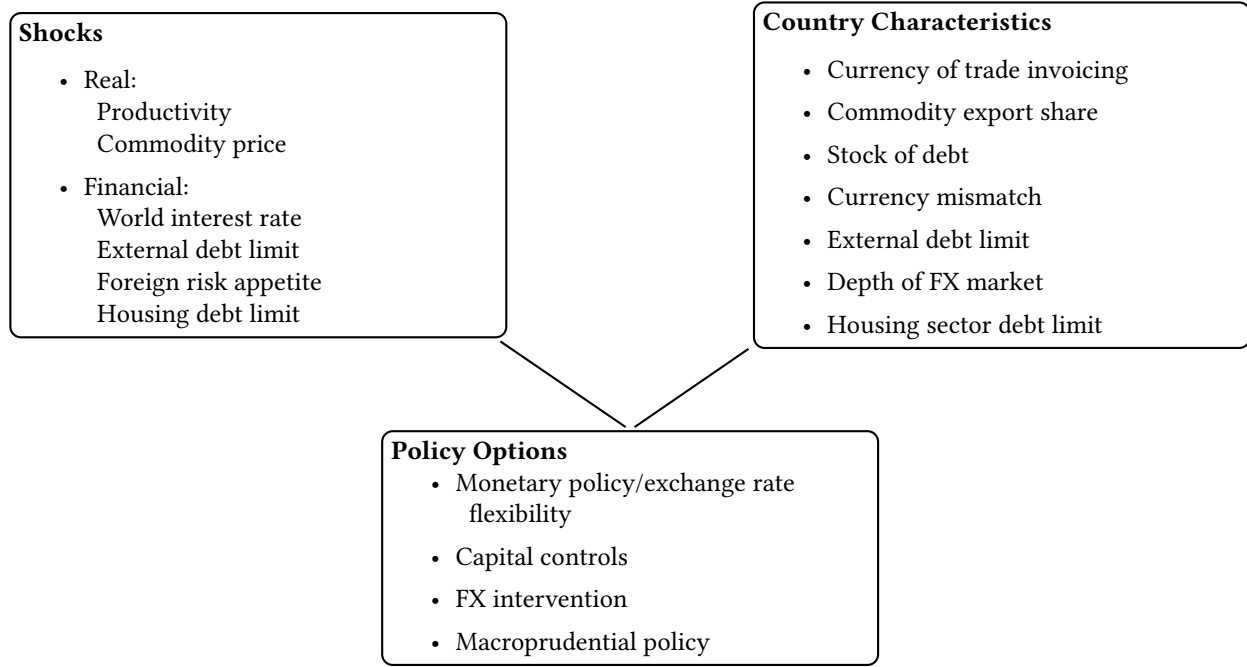 Shocks
• Real:
Productivity
Commodity price
• Financial:
World interest rate
External debt limit
Foreign risk appetite
Housing debt limit
Country Characteristics
• Currency of trade invoicing
• Commodity export share
• Stock of debt
• Currency mismatch
• External debt limit
• Depth of FX market
• Housing sector debt limit
Policy Options
• Monetary policy/exchange rate
flexibility
• Capital controls
• FX intervention
• Macroprudential policy